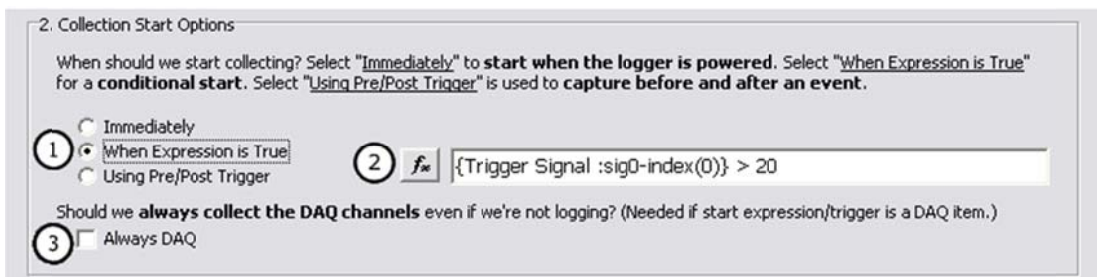 2. Collection Start Options
When should we start collecting? Select "Immediately" to start when the logger is powered. Select "When Expression is True"
for a conditional start. Select "Using Pre/Post Trigger" is used to capture before and after an event.
Immediately
1 When Expression is True
2 fx {Trigger Signal :sig0-index(0)} > 20
Using Pre/Post Trigger
Should we always collect the DAQ channels even if we're not logging? (Needed if start expression/trigger is a DAQ item.)
3 Always DAQ